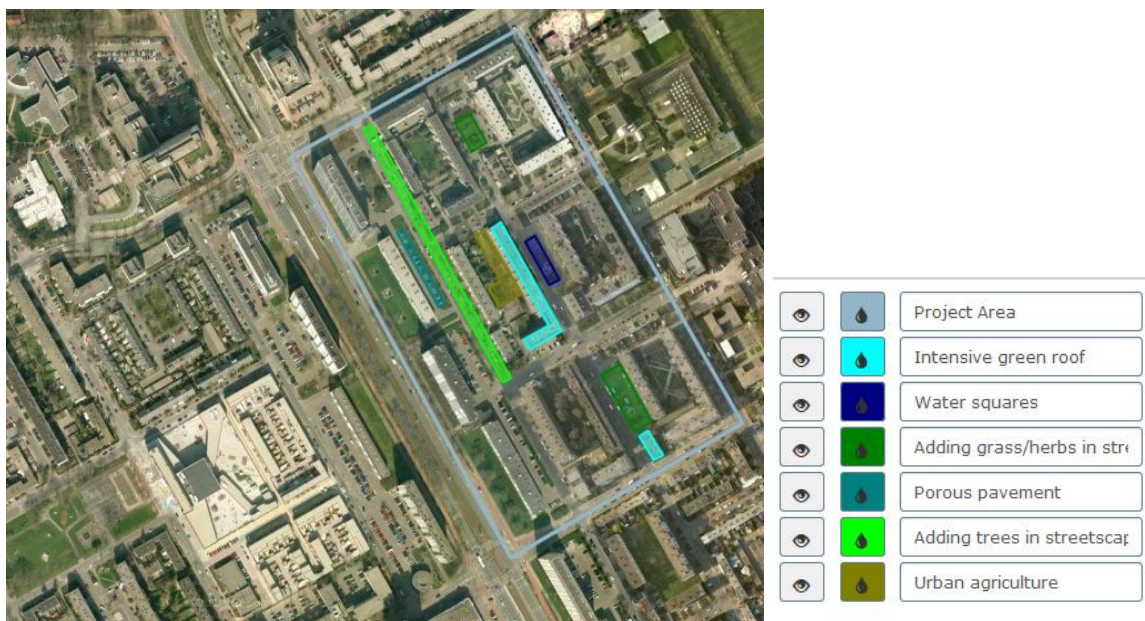 Project Area
Intensive green roof
Water squares
Adding grass/herbs in stre
Porous pavement
Adding trees in streetscap
Urban agriculture